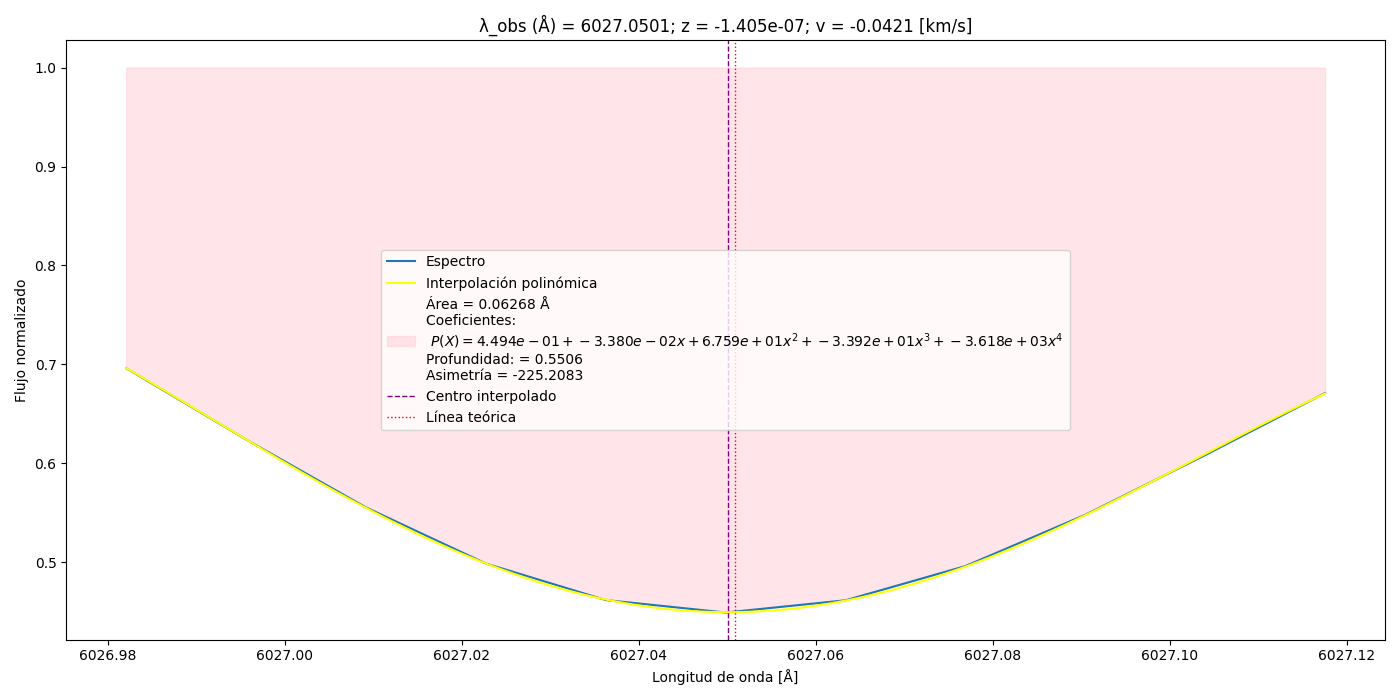 λ_obs (Å) = 6027.0501; z = -1.405e-07; v = -0.0421 [km/s]
Flujo normalizado
1.0
0.9
0.8
0.7
0.6
0.5
Espectro
Interpolación polinómica
Área = 0.06268 Å
Coeficientes:
P(X) = 4.494e − 01 + −3.380e − 02x + 6.759e + 01x² + −3.392e + 01x³ + −3.618e + 03x⁴
Profundidad: = 0.5506
Asimetría = -225.2083
Centro interpolado
Línea teórica
6026.98 6027.00 6027.02 6027.04 6027.06 6027.08 6027.10 6027.12
Longitud de onda [Å]